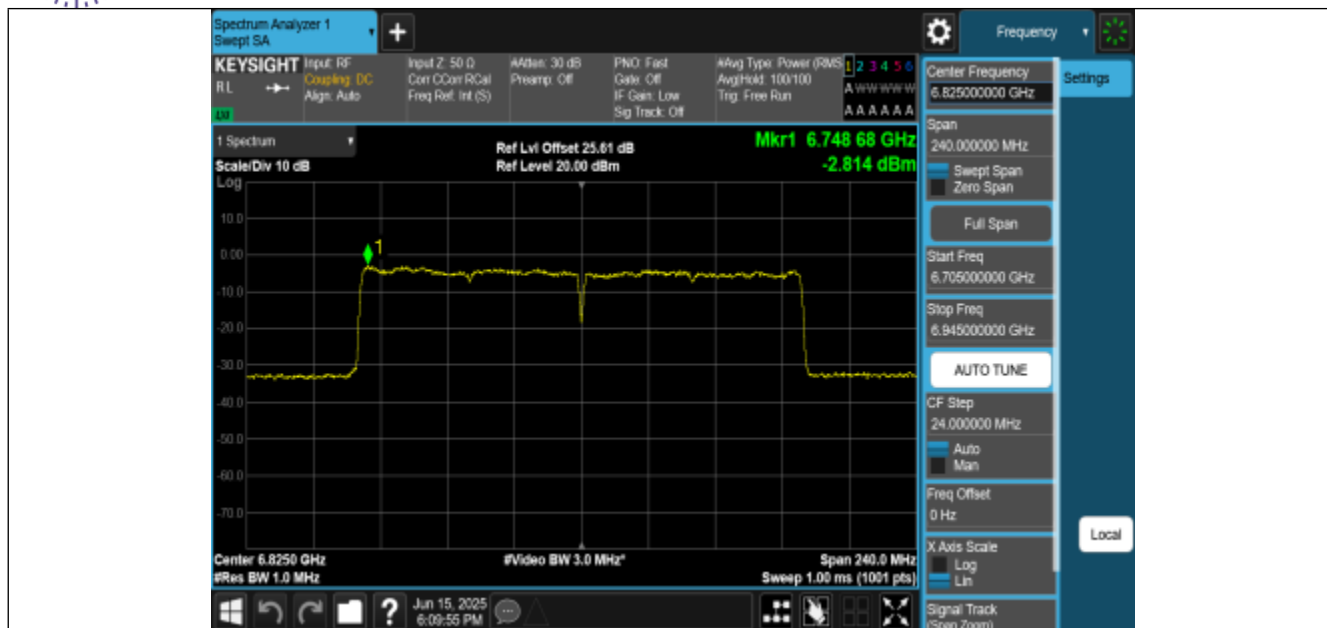 Spectrum Analyzer 1
Swept SA
+
Frequency
KEYSIGHT
RL
Input: RF
Coupling: DC
Align: Auto
Input Z: 50 Ω
Corr CCorr RCal
Freq Ref: Int (S)
#Atten: 30 dB
Preamp: Off
PNO: Fast
Gate: Off
IF Gain: Low
Sig Track: Off
#Avg Type: Power (RMS
Avg|Hold: 100/100
Trig: Free Run
1 2 3 4 5 6
A W W W W W
A A A A A A
1 Spectrum
Scale/Div 10 dB
Log
Ref Lvl Offset 25.61 dB
Ref Level 20.00 dBm
Mkr1 6.748 68 GHz
-2.814 dBm
1
10.0
0.00
-10.0
-20.0
-30.0
-40.0
-50.0
-60.0
-70.0
Center 6.8250 GHz
#Res BW 1.0 MHz
#Video BW 3.0 MHz*
Span 240.0 MHz
Sweep 1.00 ms (1001 pts)
Center Frequency
6.825000000 GHz
Settings
Span
240.000000 MHz
Swept Span
Zero Span
Full Span
Start Freq
6.705000000 GHz
Stop Freq
6.945000000 GHz
AUTO TUNE
CF Step
24.000000 MHz
Auto
Man
Freq Offset
0 Hz
X Axis Scale
Log
Lin
Local
Signal Track
(Span Zoom)
?
Jun 15, 2025
6:09:55 PM